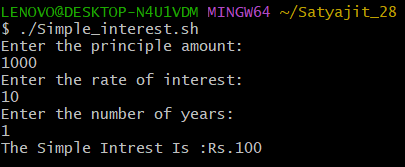 LENOVO@DESKTOP-N4U1VDM MINGW64 ~/Satyajit_28
$ ./Simple_interest.sh
Enter the principle amount:
1000
Enter the rate of interest:
10
Enter the number of years:
1
The Simple Intrest Is :Rs.100